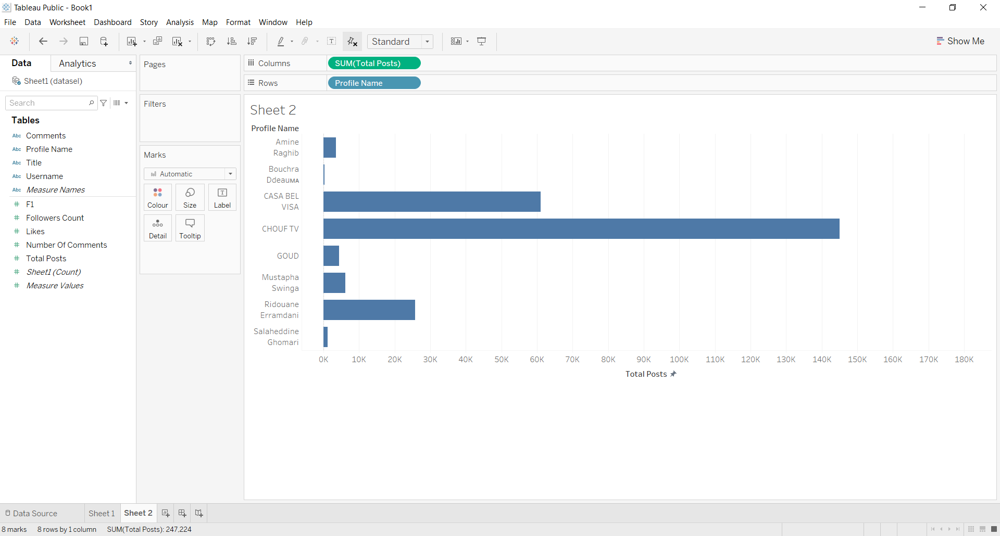 Tableau Public - Book1
File Data Worksheet Dashboard Story Analysis Map Format Window Help
Standard
Show Me
Data Analytics
Sheet1 (datasel)
Search
Tables
Abc Comments
Abc Profile Name
Abc Title
Abc Username
Abc Measure Names
# F1
# Followers Count
# Likes
# Number Of Comments
# Total Posts
# Sheet1 (Count)
# Measure Values
Pages
Filters
Marks
Automatic
Colour Size T Label
Detail Tooltip
Columns SUM(Total Posts)
Rows Profile Name
Sheet 2
Profile Name
Amine
Raghib
Bouchra
Ddeauᴍᴀ
CASA BEL
VISA
CHOUF TV
GOUD
Mustapha
Swinga
Ridouane
Erramdani
Salaheddine
Ghomari
0K 10K 20K 30K 40K 50K 60K 70K 80K 90K 100K 110K 120K 130K 140K 150K 160K 170K 180K
Total Posts
Data Source Sheet 1 Sheet 2
8 marks 8 rows by 1 column SUM(Total Posts): 247,224